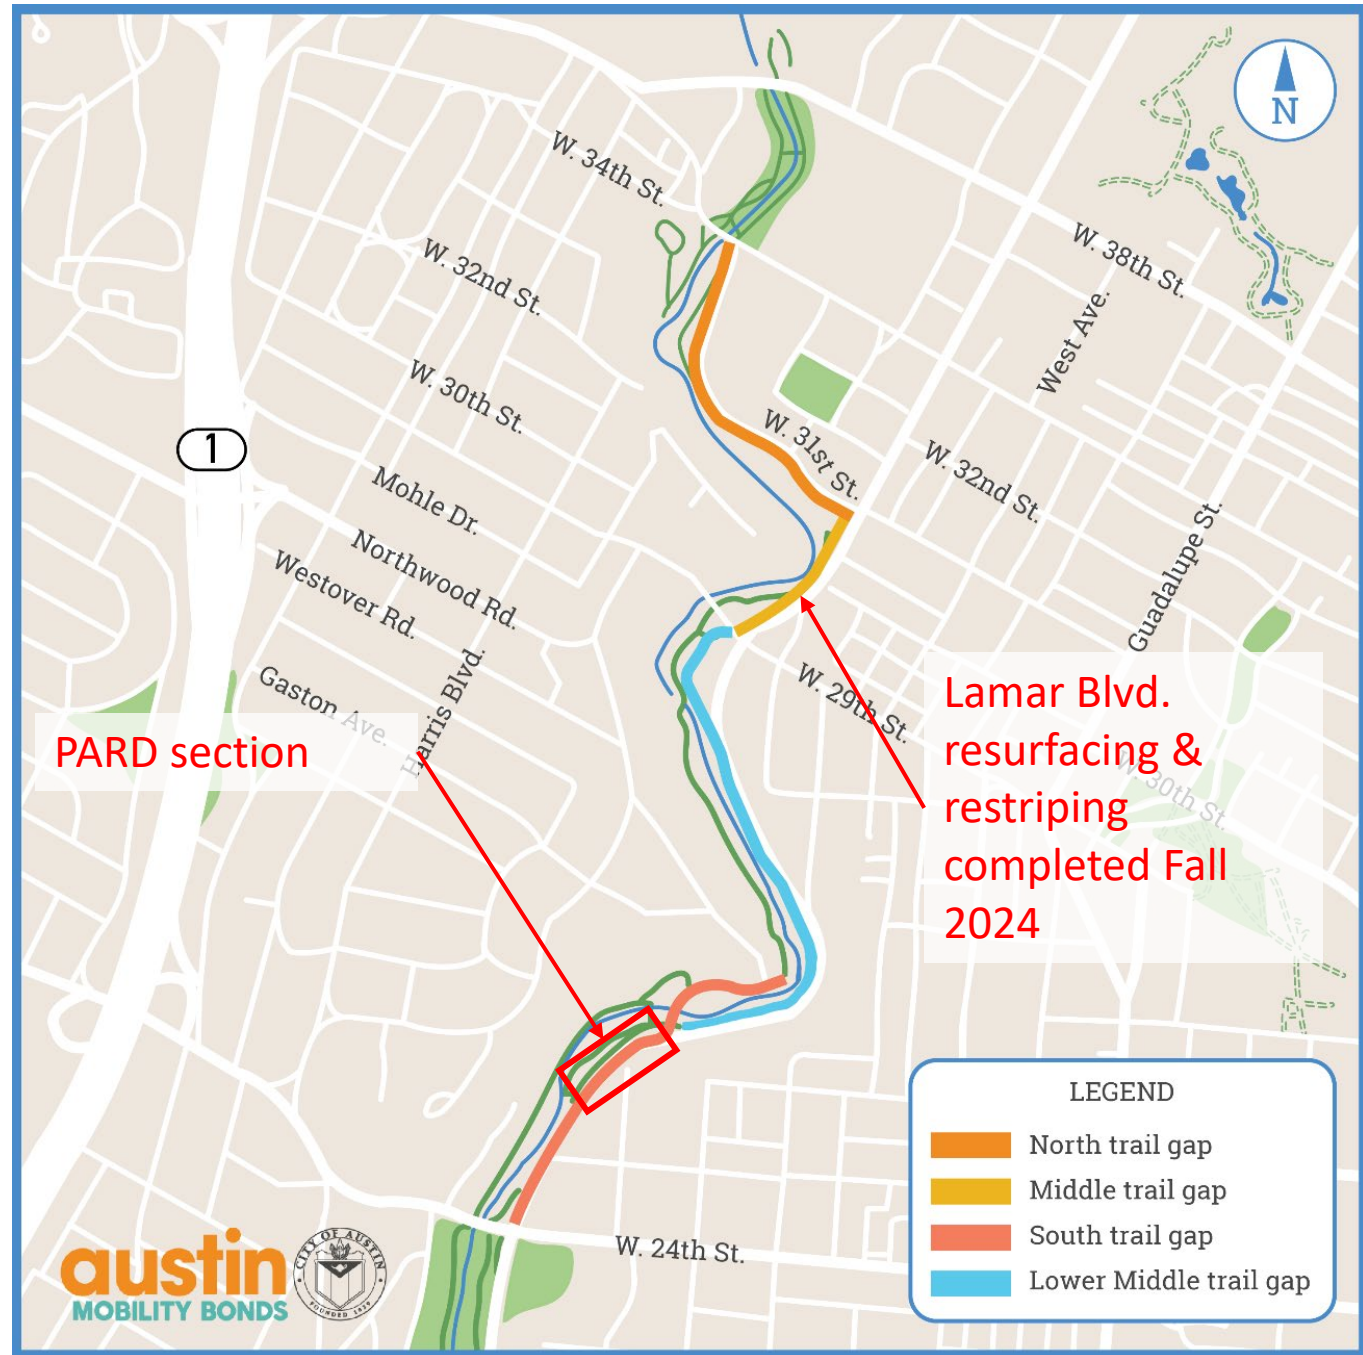 N
W. 34th St.
W. 38th St.
W. 32nd St.
West Ave.
W. 30th St.
W. 31st St.
1
W. 32nd St.
Mohle Dr.
Northwood Rd.
Westover Rd.
Guadalupe St.
Harris Blvd.
Gaston Ave.
W. 29th St.
PARD section
Lamar Blvd.
resurfacing &
restriping
completed Fall
2024
W. 30th St.
LEGEND
North trail gap
Middle trail gap
South trail gap
Lower Middle trail gap
W. 24th St.
austin
MOBILITY BONDS
CITY OF AUSTIN
FOUNDED 1839